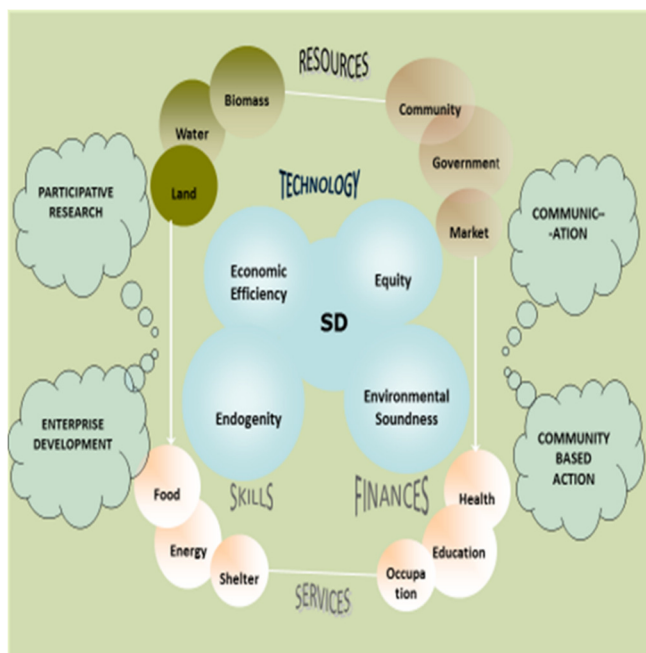 RESOURCES
Biomass
Community
Water
Government
Land
TECHNOLOGY
PARTICIPATIVE
RESEARCH
Market
COMMUNIC–
-ATION
Economic
Efficiency
Equity
SD
Endogenity
Environmental
Soundness
ENTERPRISE
DEVELOPMENT
COMMUNITY
BASED
ACTION
SKILLS
FINANCES
Food
Health
Energy
Education
Shelter
Occupa
tion
SERVICES